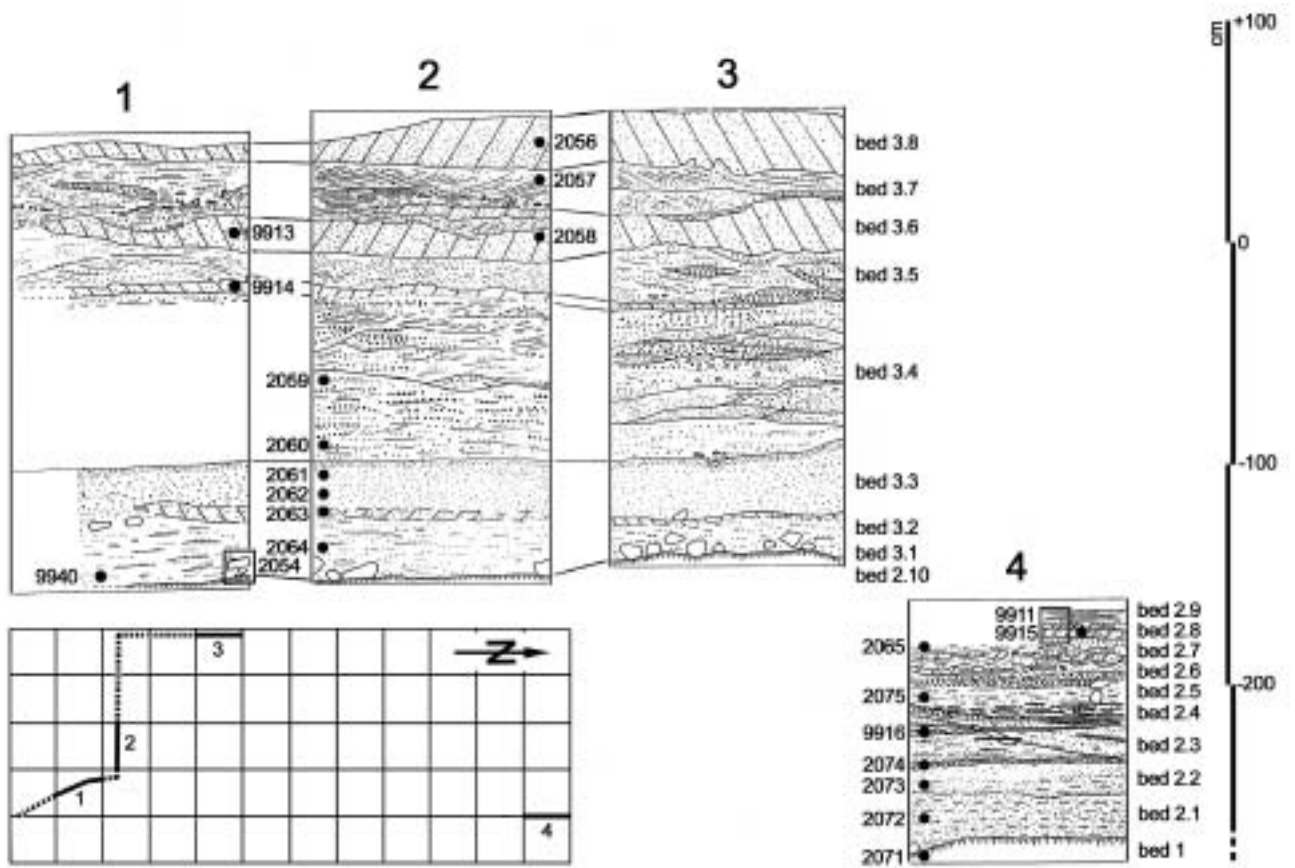 cm
+100
0
-100
-200
1
2
3
9913
9914
2056
2057
2058
2059
2060
2061
2062
2063
2064
2054
9940
bed 3.8
bed 3.7
bed 3.6
bed 3.5
bed 3.4
bed 3.3
bed 3.2
bed 3.1
bed 2.10
4
9911
9915
2065
2075
9916
2074
2073
2072
2071
bed 2.9
bed 2.8
bed 2.7
bed 2.6
bed 2.5
bed 2.4
bed 2.3
bed 2.2
bed 2.1
bed 1
3
N
2
1
4